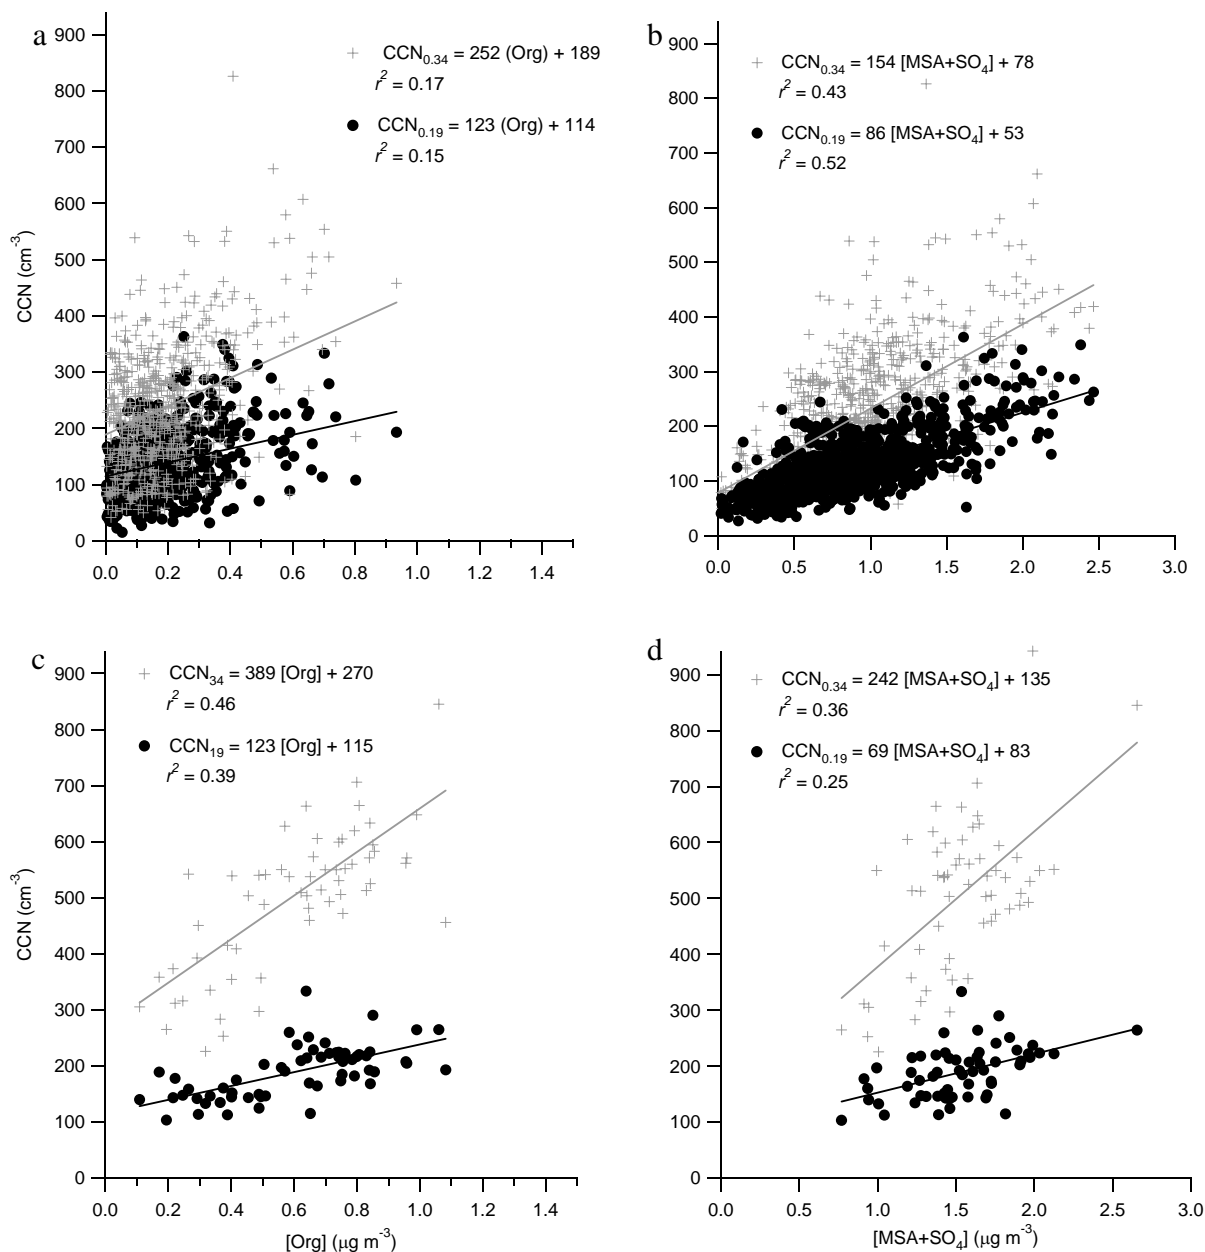 a
CCN0.34 = 252 (Org) + 189
r2 = 0.17
CCN0.19 = 123 (Org) + 114
r2 = 0.15
CCN (cm-3)
900
800
700
600
500
400
300
200
100
0
0.0 0.2 0.4 0.6 0.8 1.0 1.2 1.4
b
CCN0.34 = 154 [MSA+SO4] + 78
r2 = 0.43
CCN0.19 = 86 [MSA+SO4] + 53
r2 = 0.52
900
800
700
600
500
400
300
200
100
0
0.0 0.5 1.0 1.5 2.0 2.5 3.0
c
CCN34 = 389 [Org] + 270
r2 = 0.46
CCN19 = 123 [Org] + 115
r2 = 0.39
CCN (cm-3)
900
800
700
600
500
400
300
200
100
0
0.0 0.2 0.4 0.6 0.8 1.0 1.2 1.4
[Org] (μg m-3)
d
CCN0.34 = 242 [MSA+SO4] + 135
r2 = 0.36
CCN0.19 = 69 [MSA+SO4] + 83
r2 = 0.25
900
800
700
600
500
400
300
200
100
0
0.0 0.5 1.0 1.5 2.0 2.5 3.0
[MSA+SO4] (μg m-3)